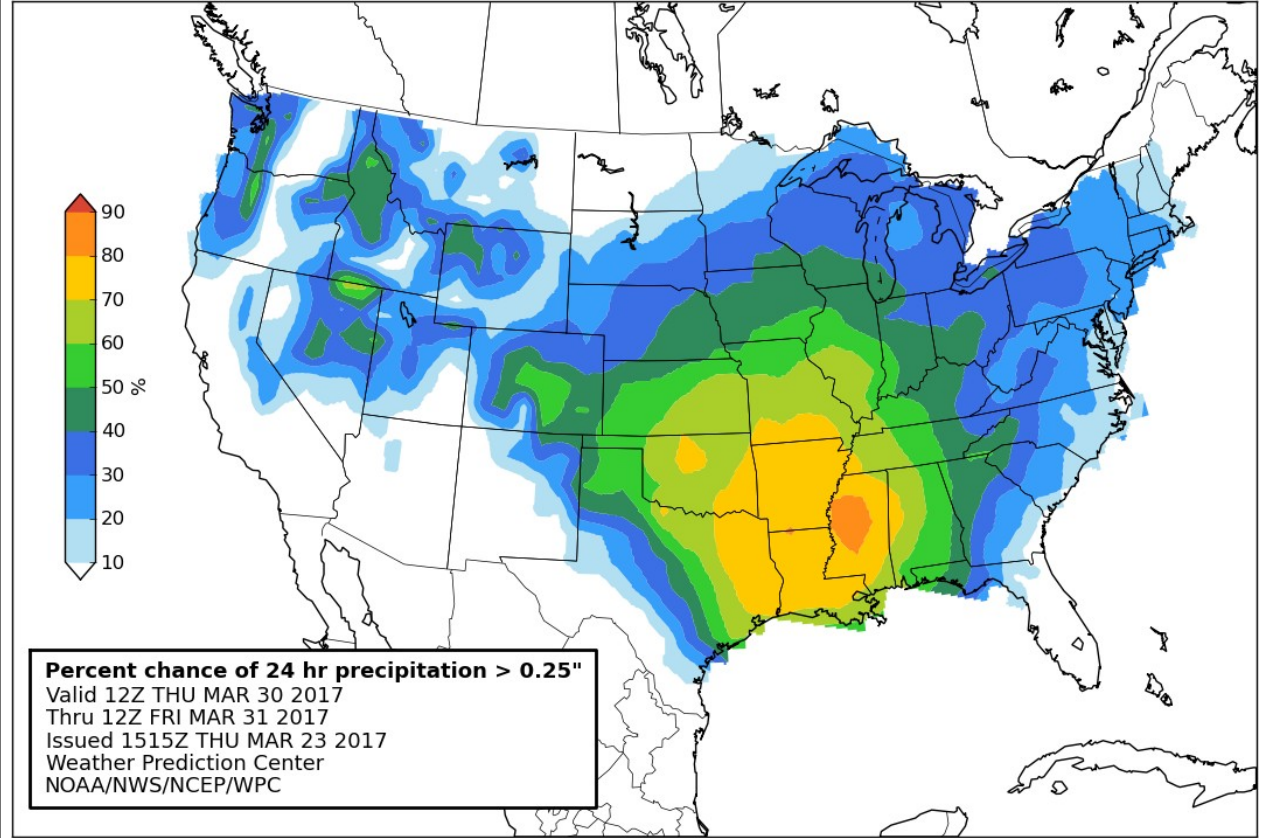 90
80
70
60
50
40
30
20
10
%
Percent chance of 24 hr precipitation > 0.25"
Valid 12Z THU MAR 30 2017
Thru 12Z FRI MAR 31 2017
Issued 1515Z THU MAR 23 2017
Weather Prediction Center
NOAA/NWS/NCEP/WPC